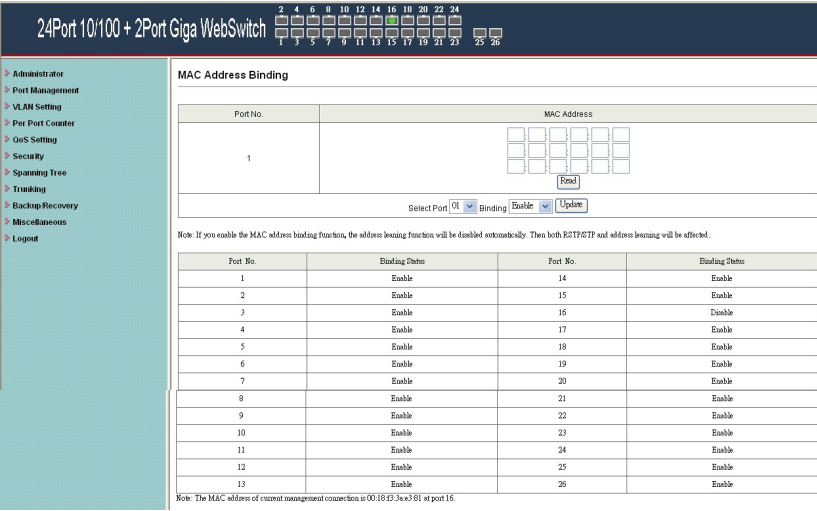 24Port 10/100 + 2Port Giga WebSwitch
2 4 6 8 10 12 14 16 18 20 22 24
1 3 5 7 9 11 13 15 17 19 21 23 25 26
Administrator
Port Management
VLAN Setting
Per Port Counter
QoS Setting
Security
Spanning Tree
Trunking
Backup/Recovery
Miscellaneous
Logout
MAC Address Binding
Port No. MAC Address
1
: : : : :
: : : : :
: : : : :
Read
Select Port 01 Binding Enable Update
Note: If you enable the MAC address binding function, the address leaning function will be disabled automatically. Then both RSTP/STP and address learning will be affected.
Port No. Binding Status Port No. Binding Status
1 Enable 14 Enable
2 Enable 15 Enable
3 Enable 16 Disable
4 Enable 17 Enable
5 Enable 18 Enable
6 Enable 19 Enable
7 Enable 20 Enable
8 Enable 21 Enable
9 Enable 22 Enable
10 Enable 23 Enable
11 Enable 24 Enable
12 Enable 25 Enable
13 Enable 26 Enable
Note: The MAC address of current management connection is 00:18:f3:3a:e3:81 at port 16.